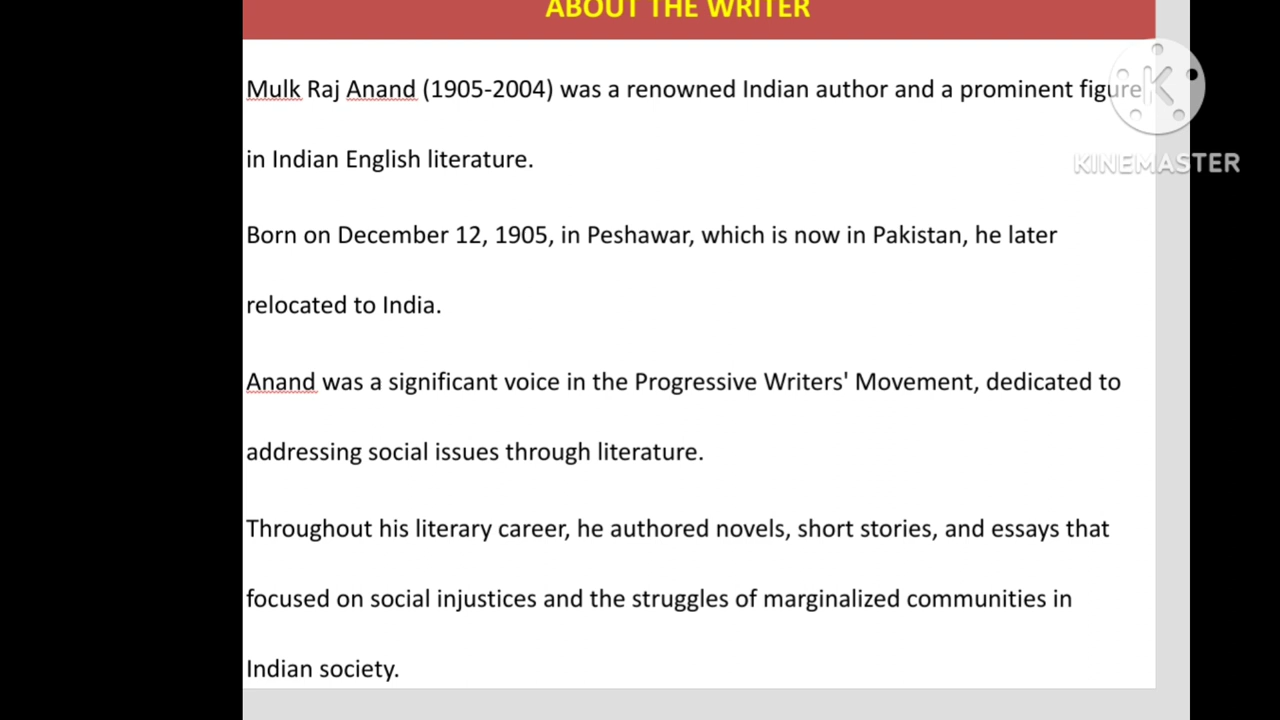 ABOUT THE WRITER
Mulk Raj Anand (1905-2004) was a renowned Indian author and a prominent figure
in Indian English literature.
KINEMASTER
Born on December 12, 1905, in Peshawar, which is now in Pakistan, he later
relocated to India.
Anand was a significant voice in the Progressive Writers' Movement, dedicated to
addressing social issues through literature.
Throughout his literary career, he authored novels, short stories, and essays that
focused on social injustices and the struggles of marginalized communities in
Indian society.